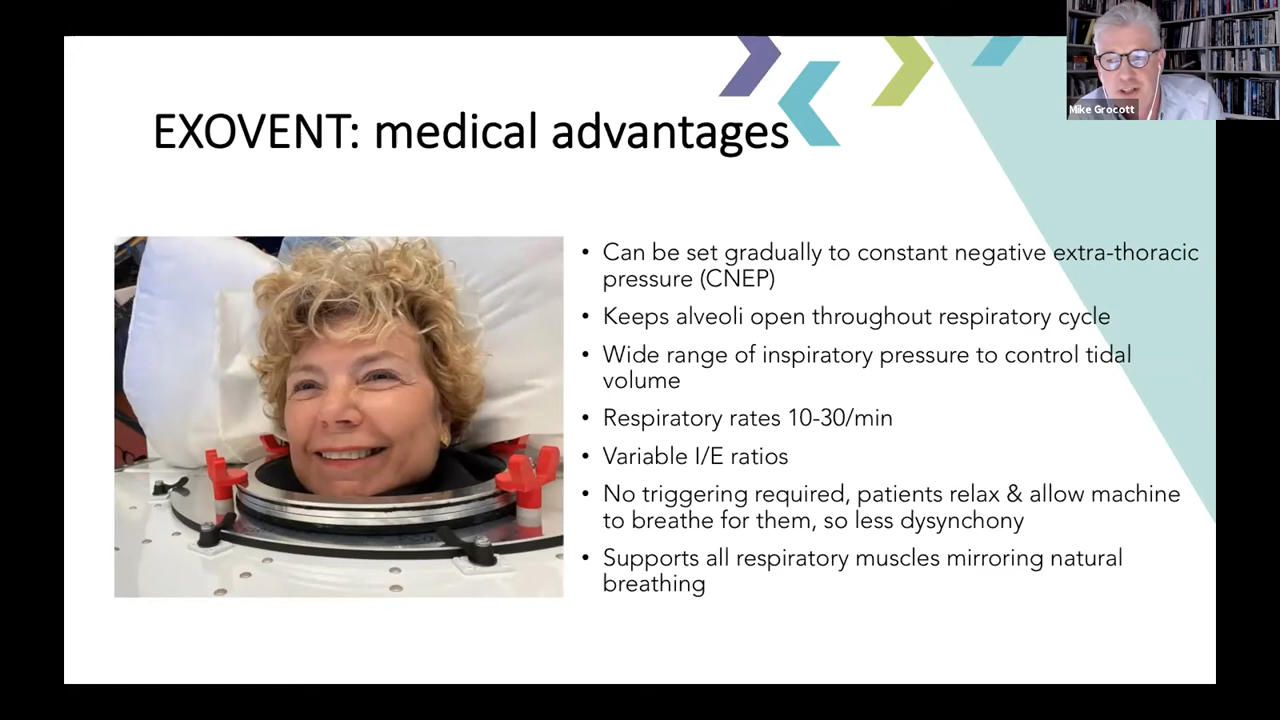 Mike Grocott
EXOVENT: medical advantages
• Can be set gradually to constant negative extra-thoracic
pressure (CNEP)
• Keeps alveoli open throughout respiratory cycle
• Wide range of inspiratory pressure to control tidal
volume
• Respiratory rates 10-30/min
• Variable I/E ratios
• No triggering required, patients relax & allow machine
to breathe for them, so less dysynchony
• Supports all respiratory muscles mirroring natural
breathing